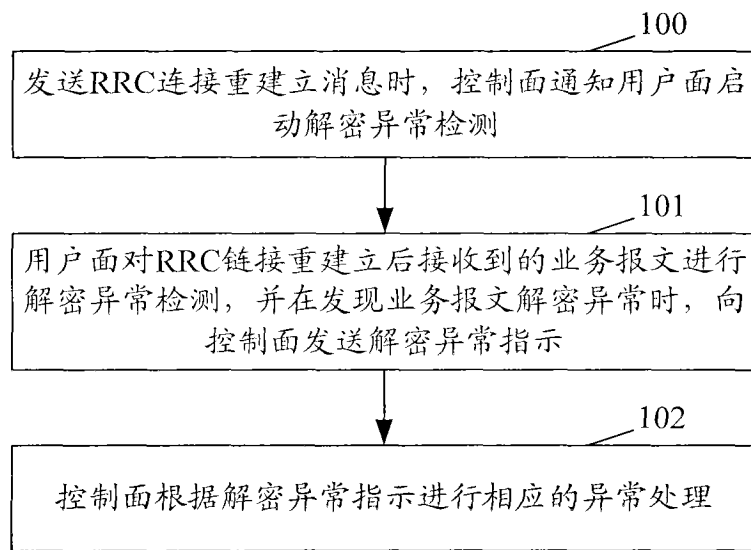 100
发送RRC连接重建立消息时，控制面通知用户面启
动解密异常检测
101
用户面对RRC链接重建立后接收到的业务报文进行
解密异常检测，并在发现业务报文解密异常时，向
控制面发送解密异常指示
102
控制面根据解密异常指示进行相应的异常处理